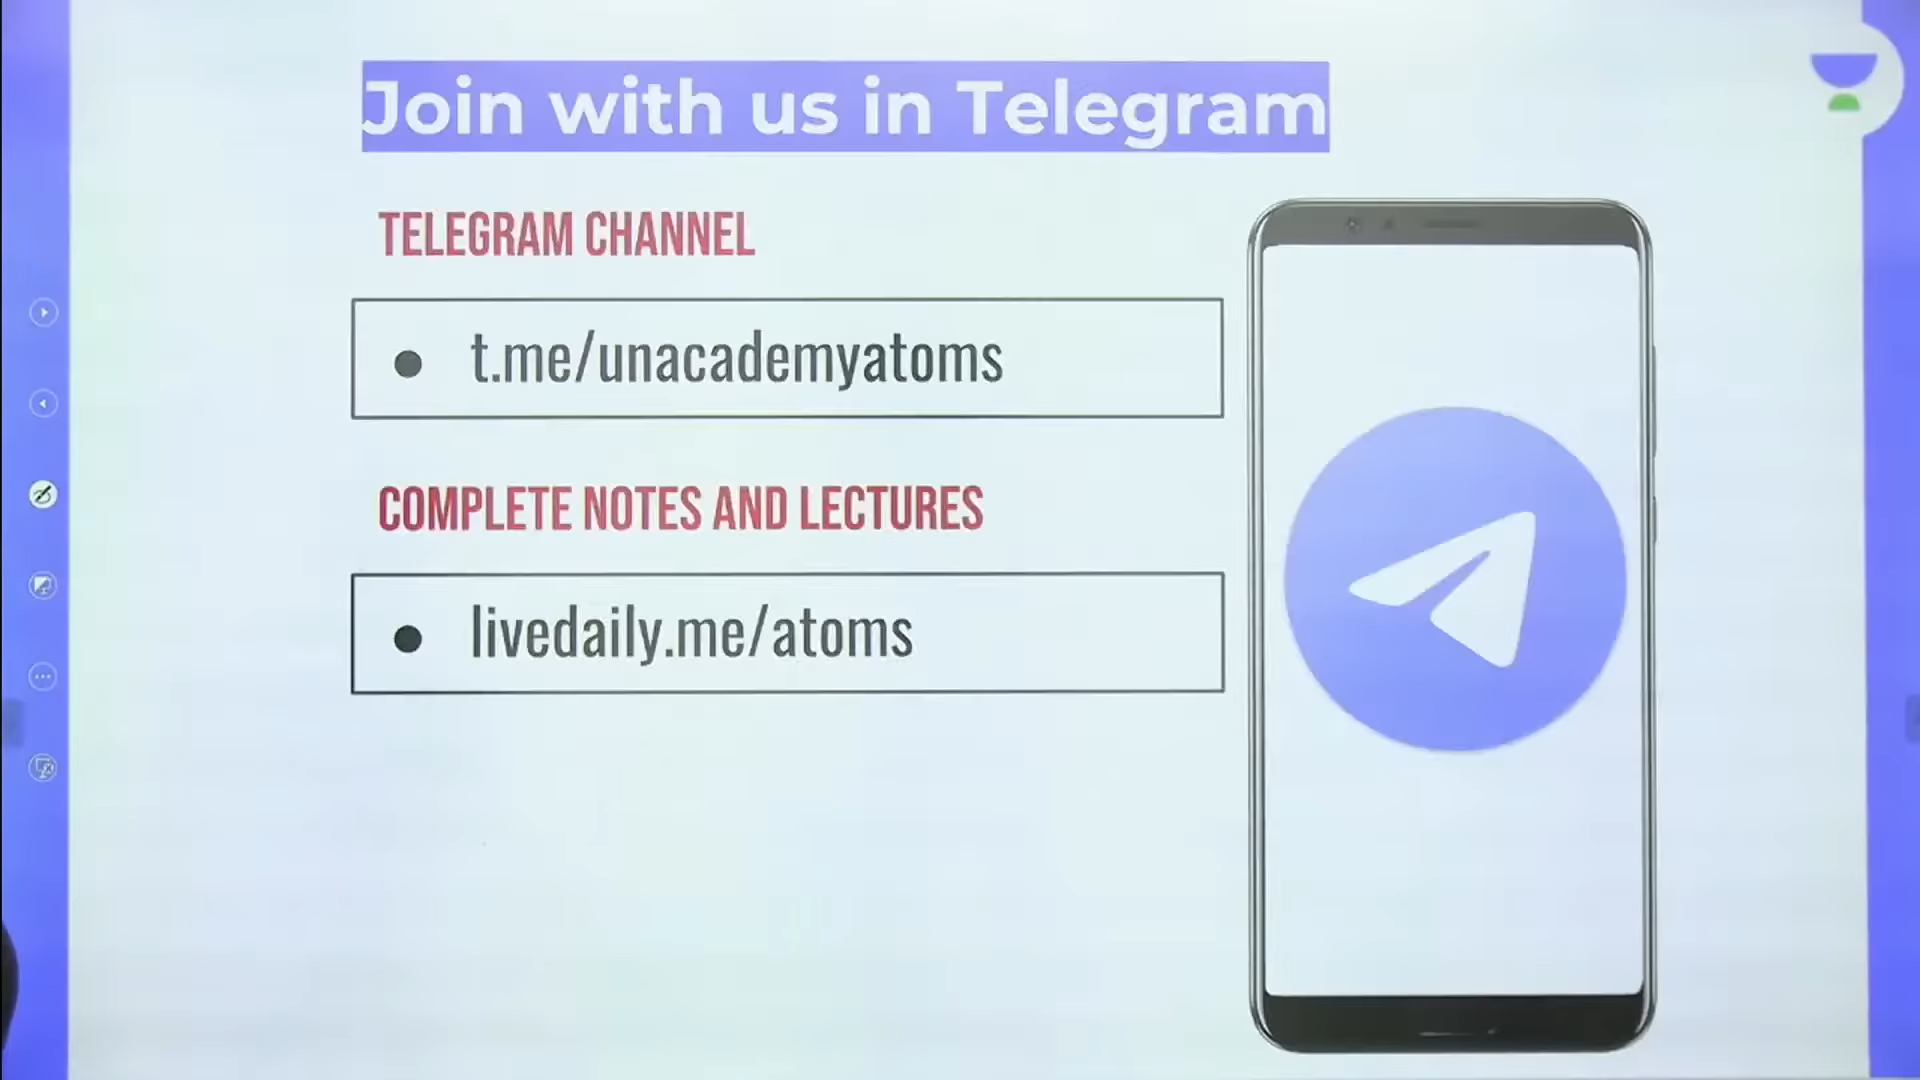 Join with us in Telegram
TELEGRAM CHANNEL
t.me/unacademyatoms
COMPLETE NOTES AND LECTURES
livedaily.me/atoms